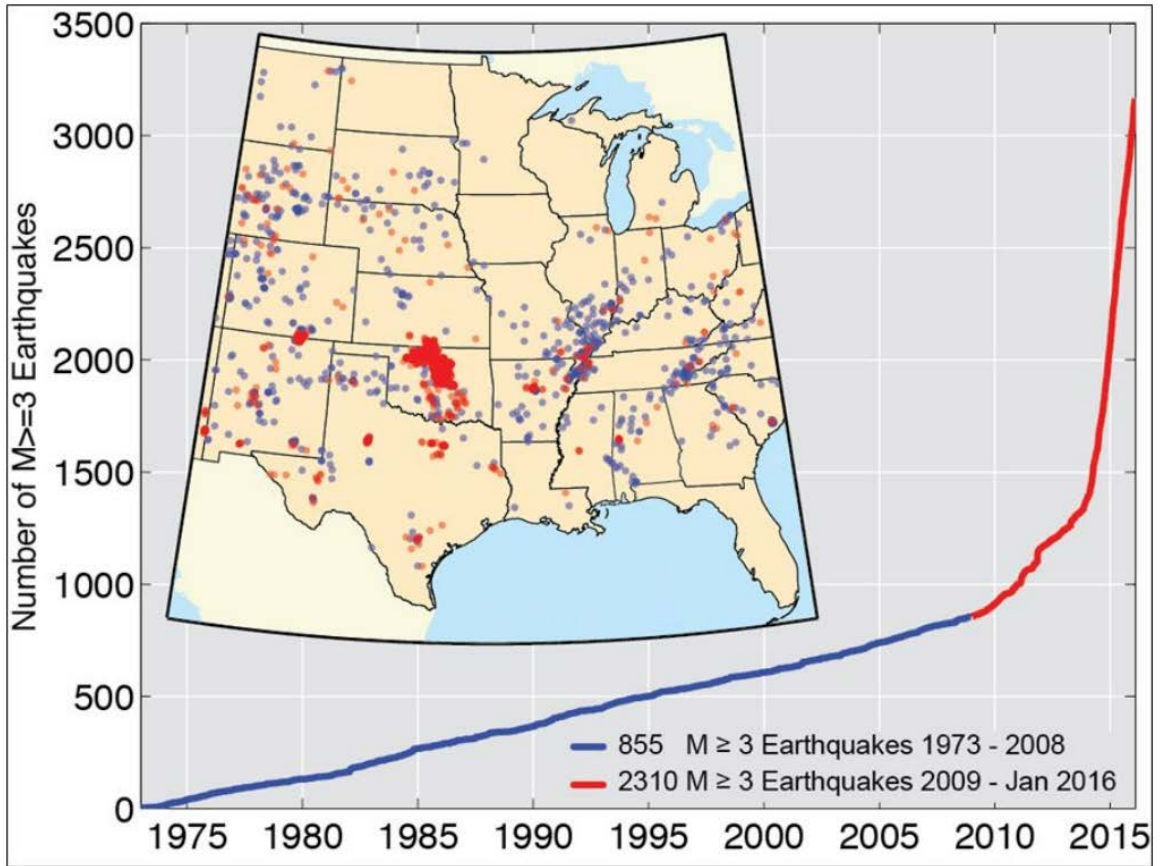 3500
3000
2500
2000
1500
1000
500
0
Number of M>=3 Earthquakes
855 M ≥ 3 Earthquakes 1973 - 2008
2310 M ≥ 3 Earthquakes 2009 - Jan 2016
1975 1980 1985 1990 1995 2000 2005 2010 2015